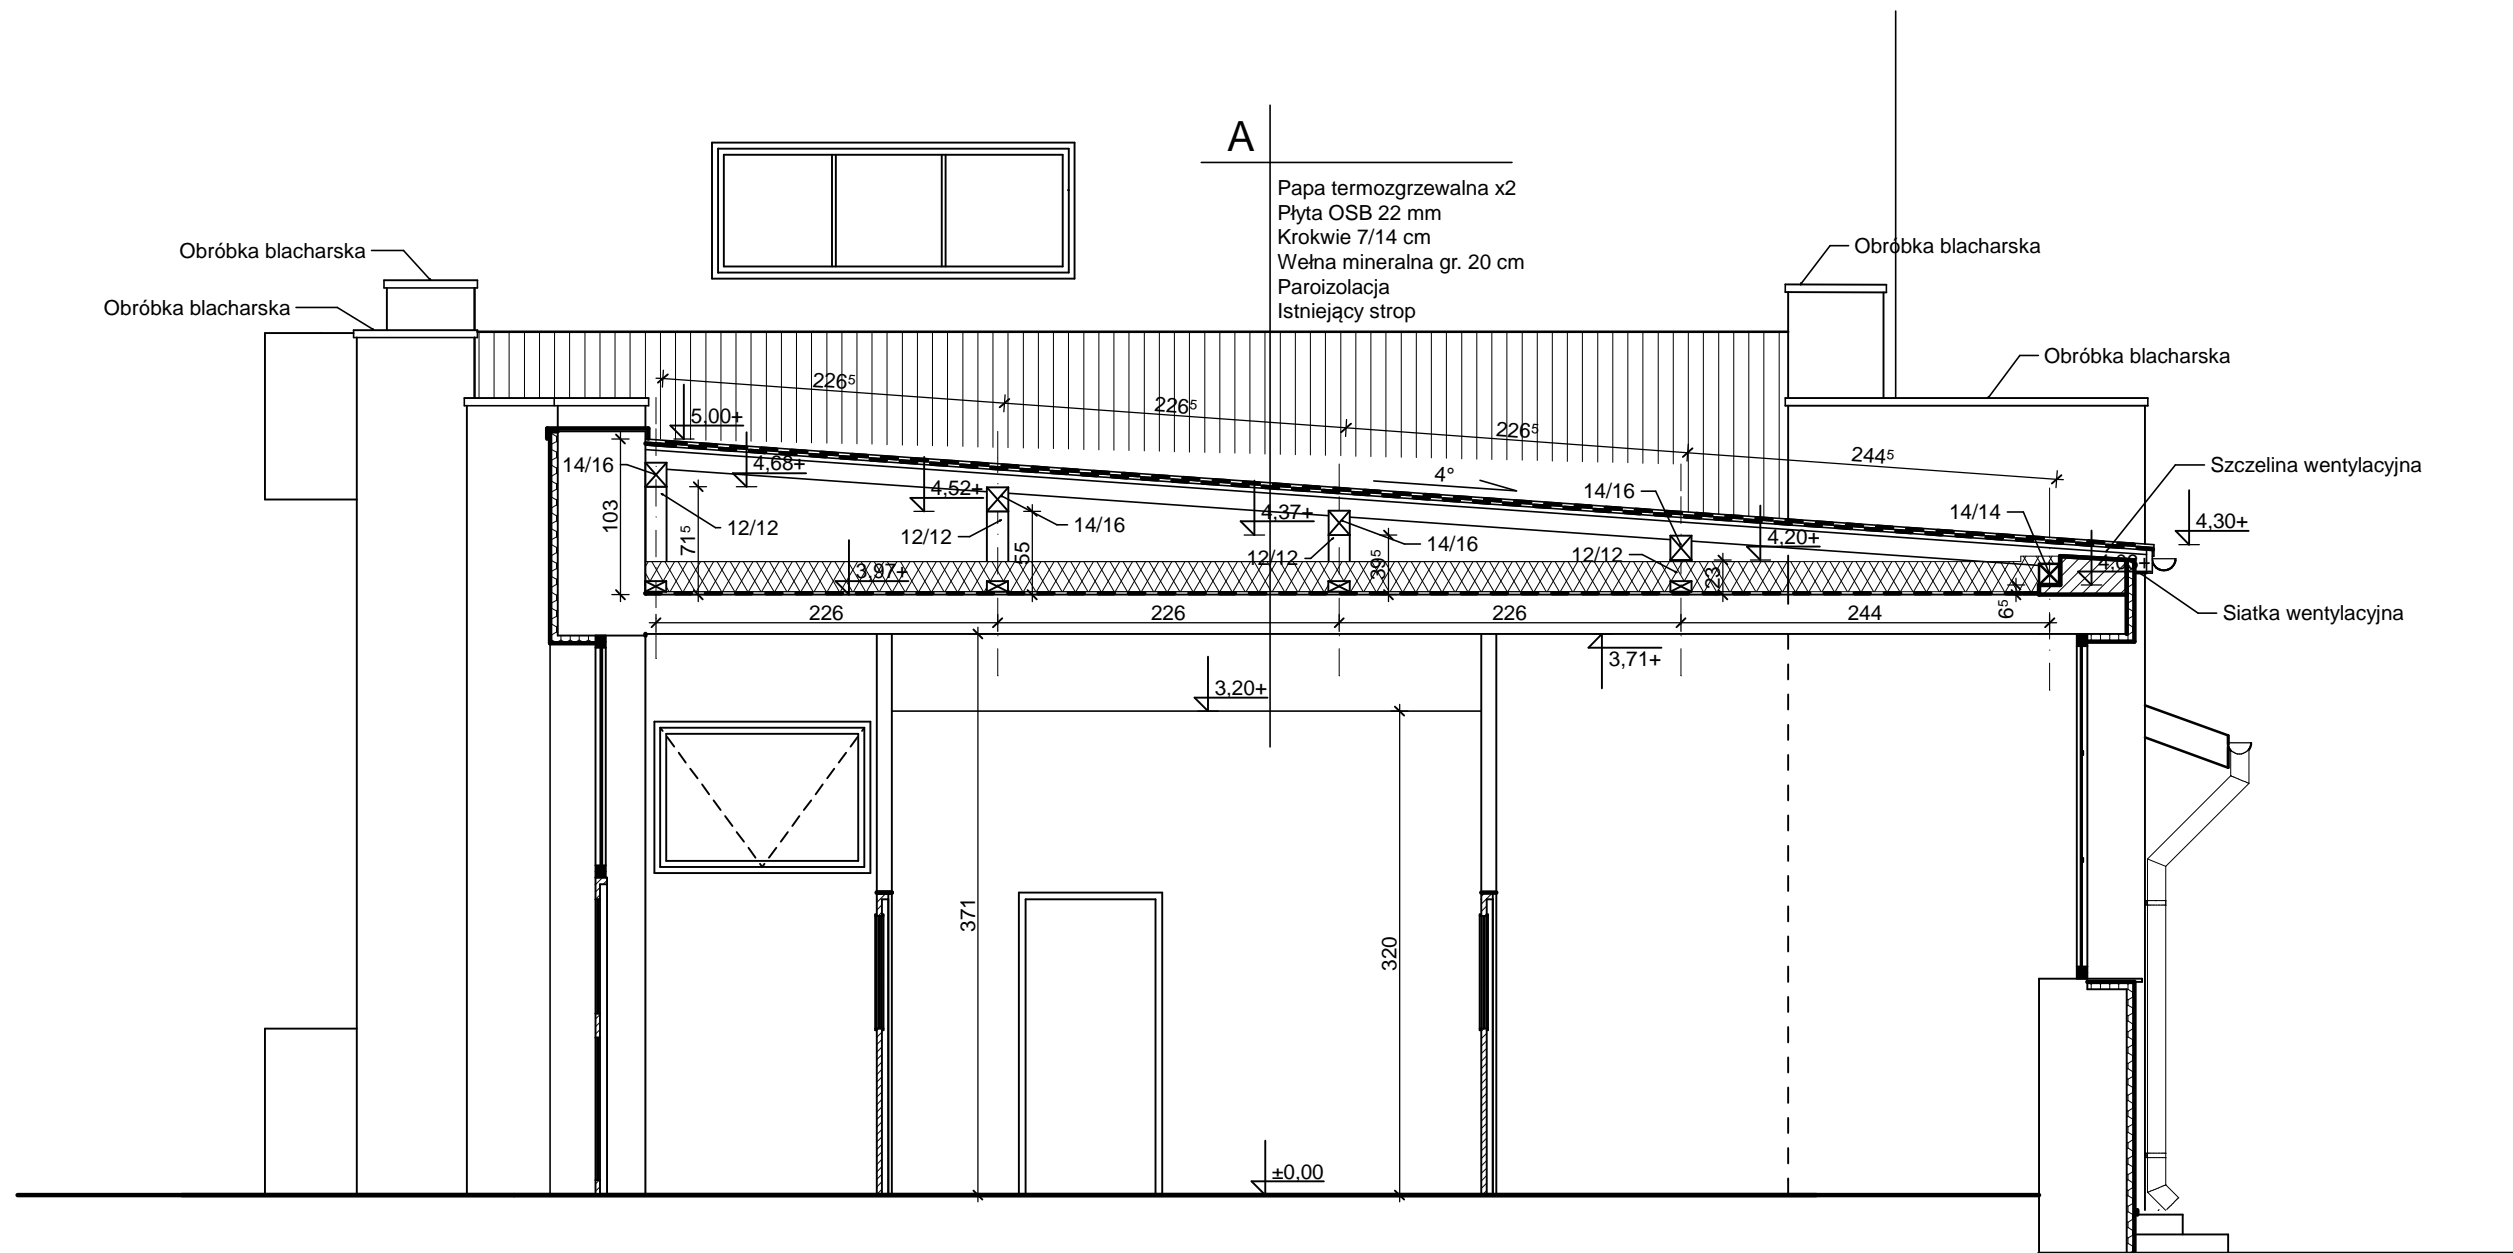 A
Papa termozgrzewalna x2
Płyta OSB 22 mm
Krokwie 7/14 cm
Wełna mineralna gr. 20 cm
Paroizolacja
Istniejący strop
Obróbka blacharska
Obróbka blacharska
Obróbka blacharska
Obróbka blacharska
226⁵
226⁵
226⁵
244⁵
5,00+
4,68+
4,52+
4,37+
4,20+
4,30+
4°
14/16
14/16
14/16
14/16
14/14
Szczelina wentylacyjna
12/12
12/12
12/12
12/12
103
71⁵
55
39⁵
23
6⁵
3,97+
226
226
226
244
Siatka wentylacyjna
3,71+
3,20+
371
320
±0,00